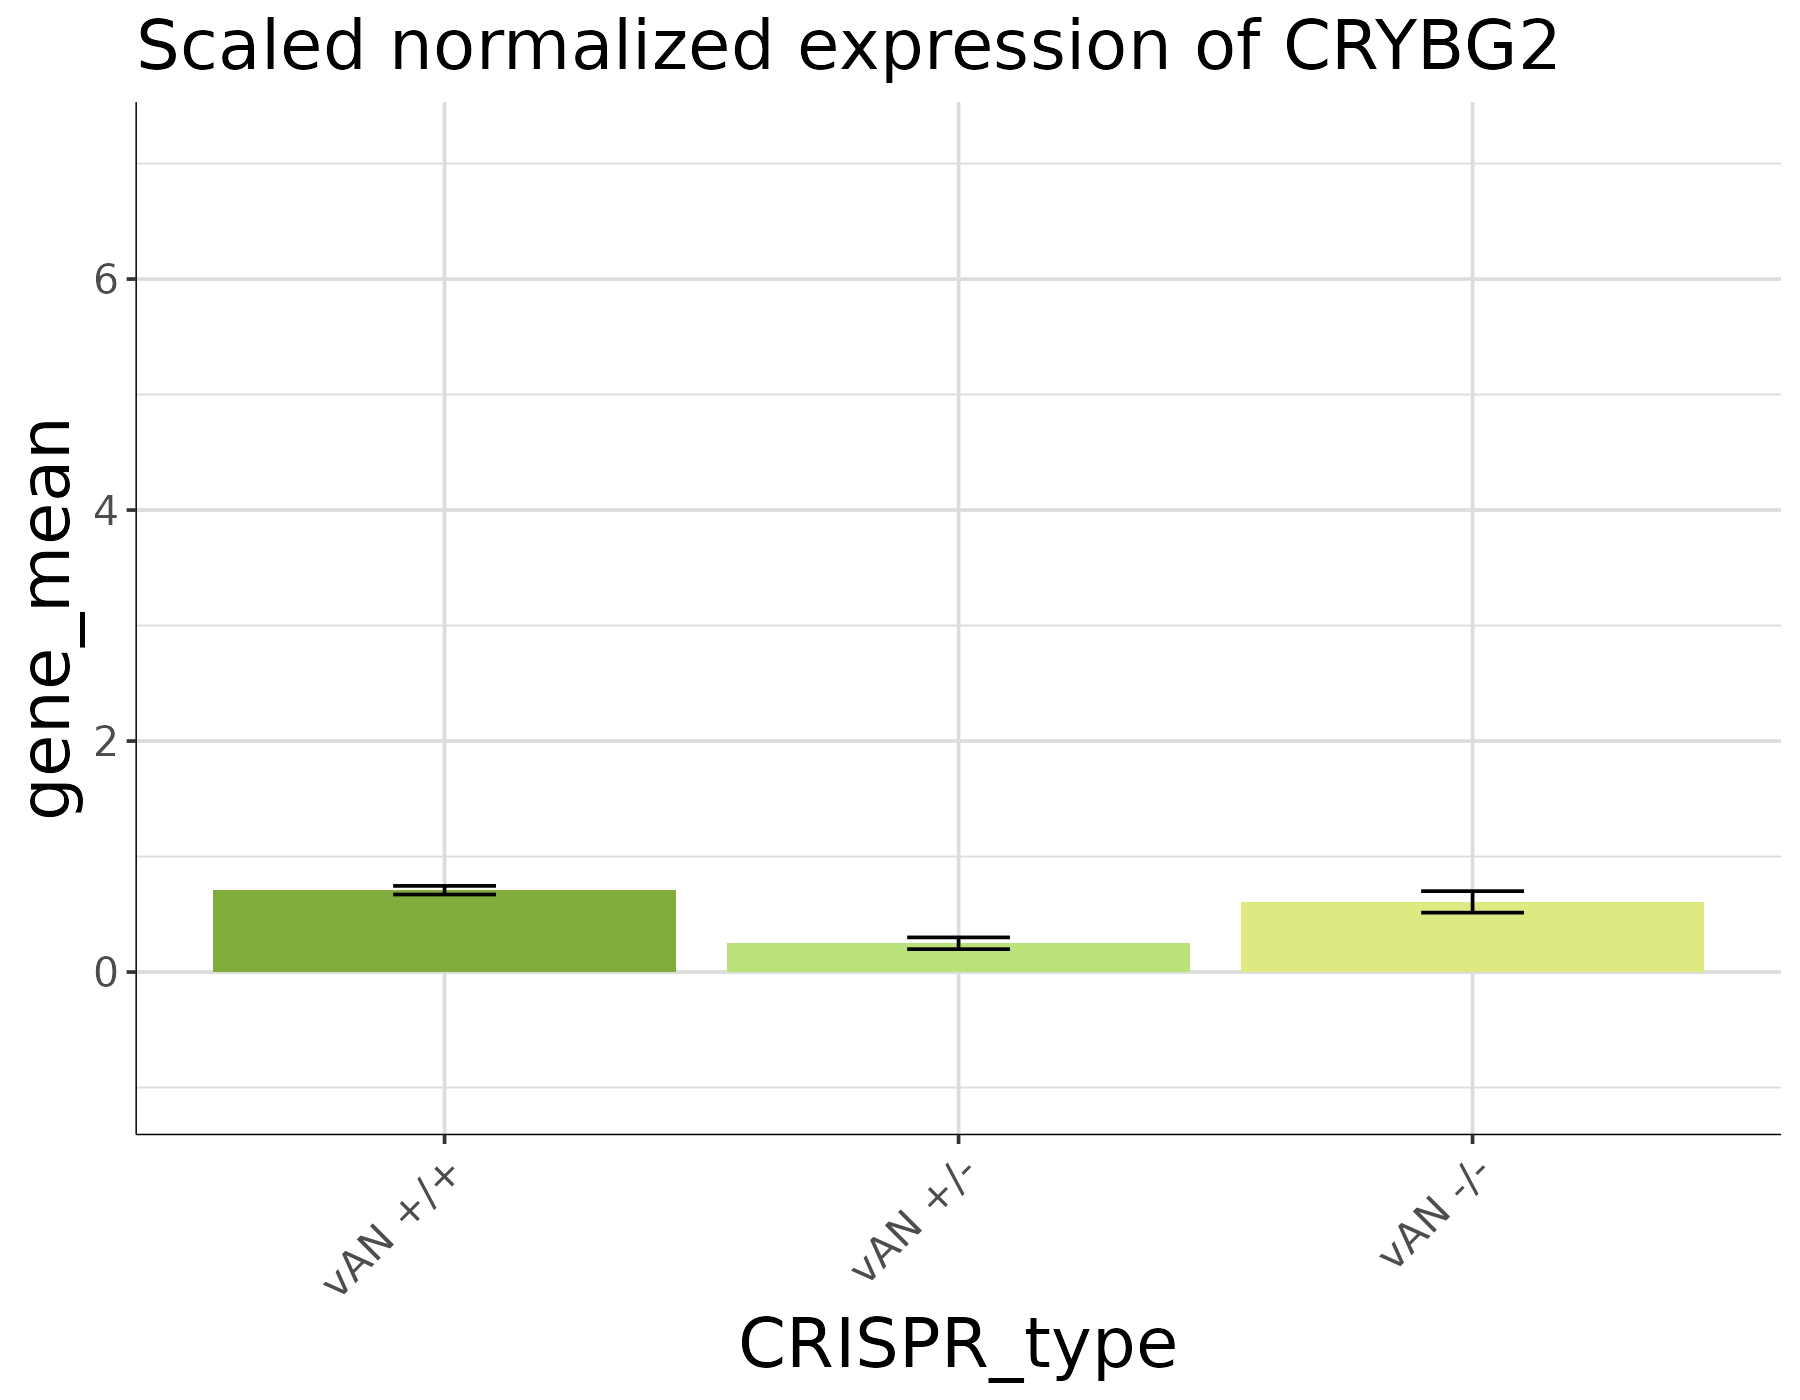 Scaled normalized expression of CRYBG2
gene_mean
6
4
2
0
vAN +/+
vAN +/-
vAN -/-
CRISPR_type